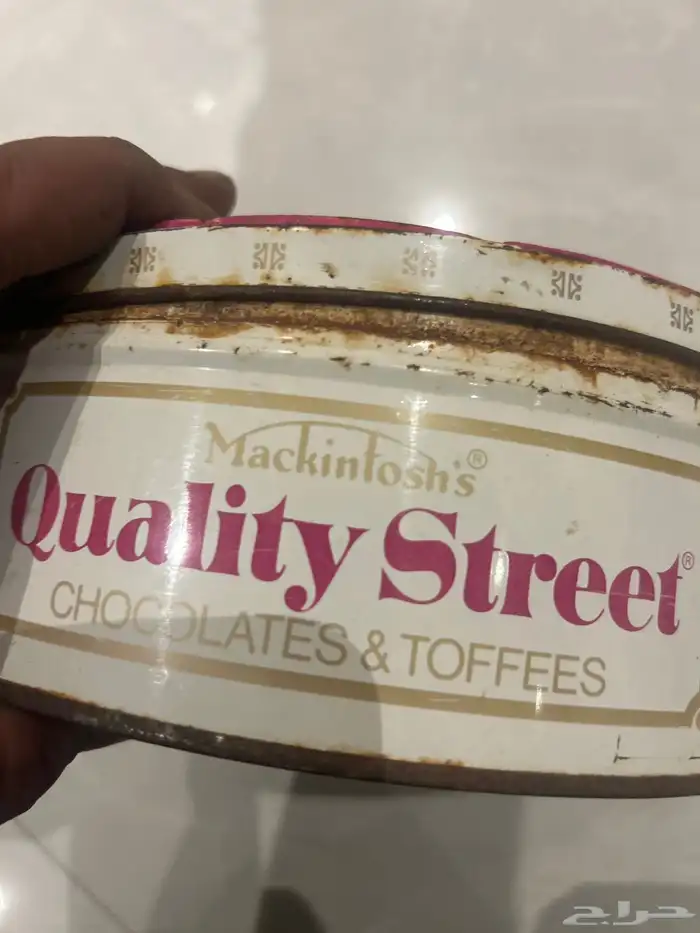 Mackintosh's®
Quality Street®
CHOCOLATES & TOFFEES
حراج